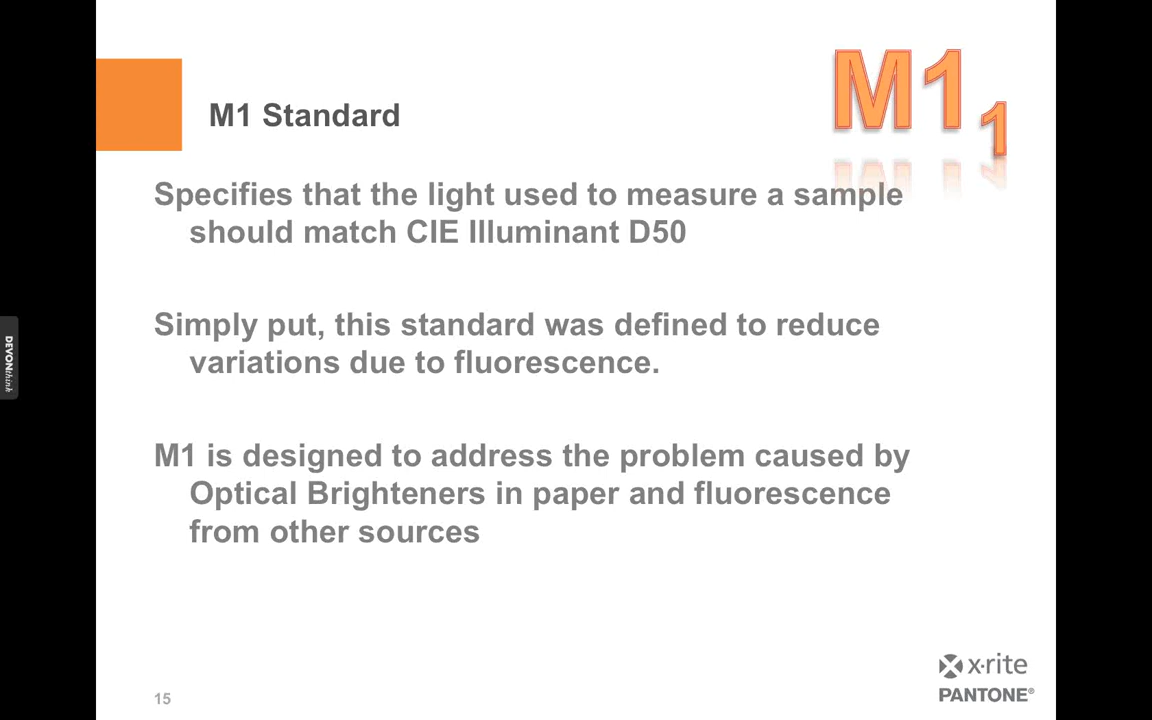 M1 1
M1 Standard
Specifies that the light used to measure a sample
should match CIE Illuminant D50
Simply put, this standard was defined to reduce
variations due to fluorescence.
M1 is designed to address the problem caused by
Optical Brighteners in paper and fluorescence
from other sources
DEVONthink
x·rite
PANTONE®
15